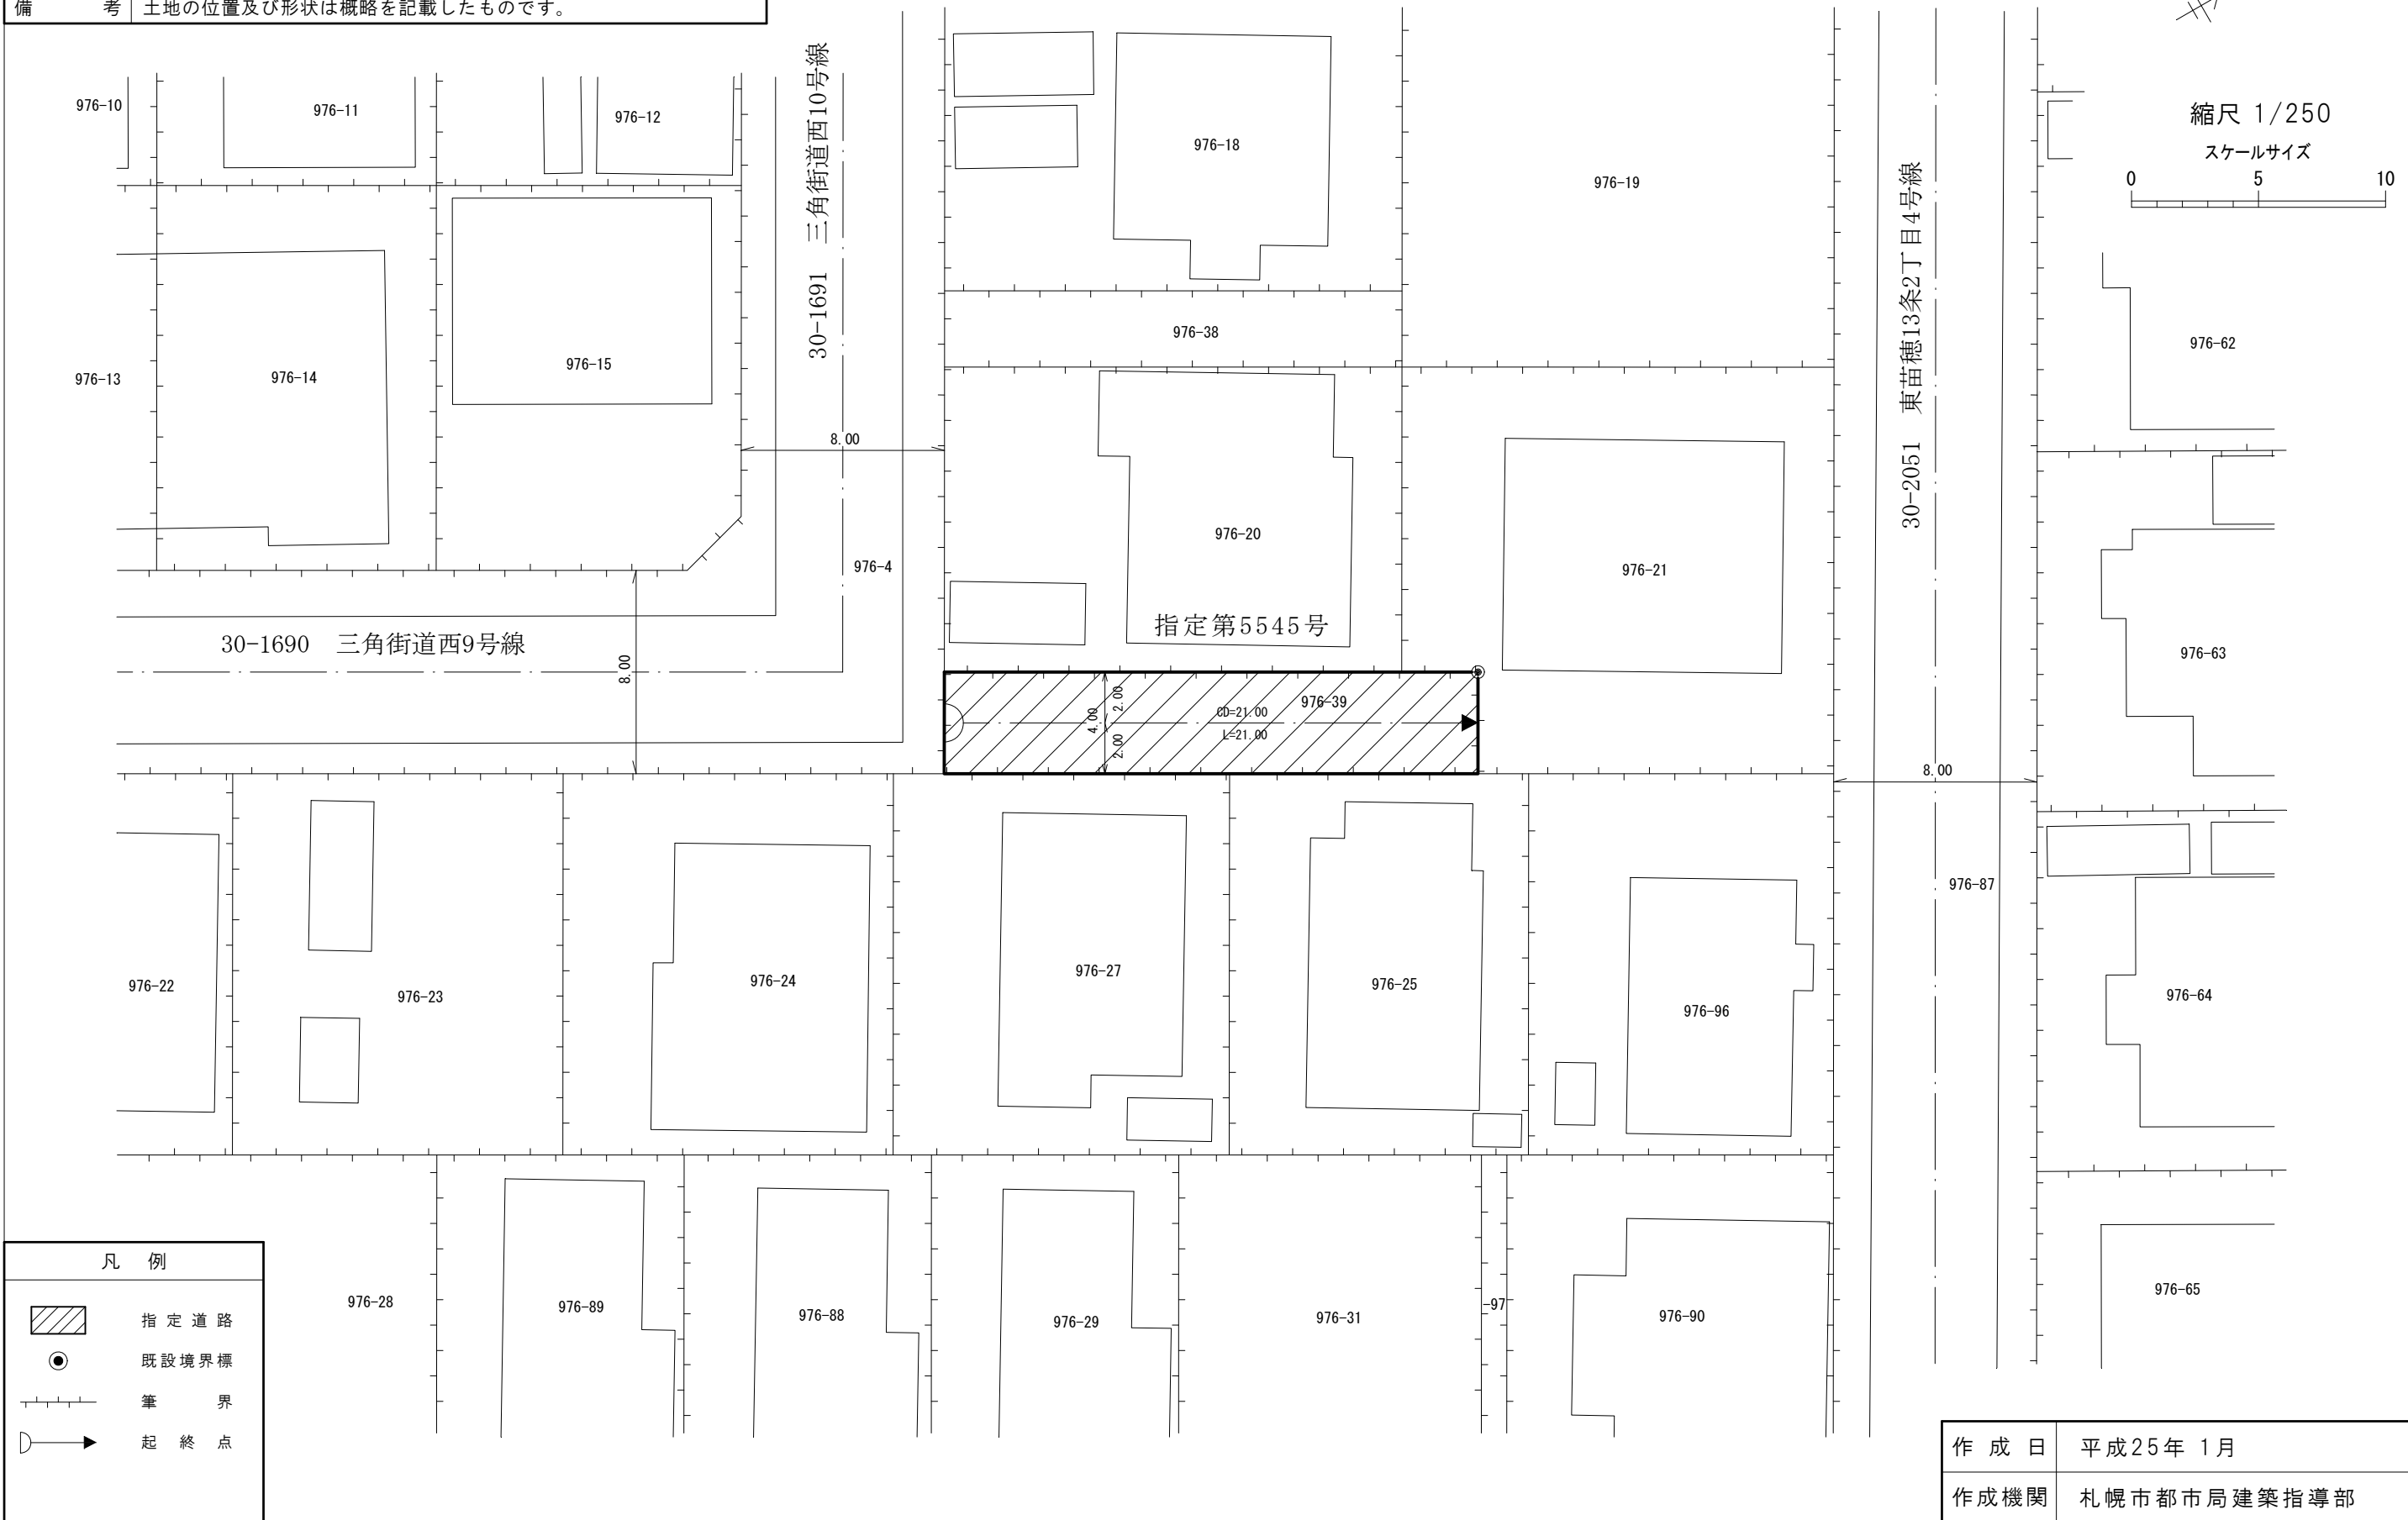 備　考 土地の位置及び形状は概略を記載したものです。
縮尺 1/250
スケールサイズ
0 5 10
976-10
976-11
976-12
30-1691　三角街道西10号線
976-18
976-19
30-2051　東苗穂13条2丁目4号線
976-38
976-62
976-13
976-14
976-15
8.00
976-20
976-4
976-21
指定第5545号
30-1690　三角街道西9号線
8.00
976-63
976-39
2.00
4.00
2.00
CD=21.00
L=21.00
8.00
976-87
976-22
976-23
976-24
976-27
976-25
976-96
976-64
976-28
976-89
976-88
976-29
976-31
-97
976-90
976-65
凡　例
指定道路
既設境界標
筆界
起終点
作成日 平成25年 1月
作成機関 札幌市都市局建築指導部